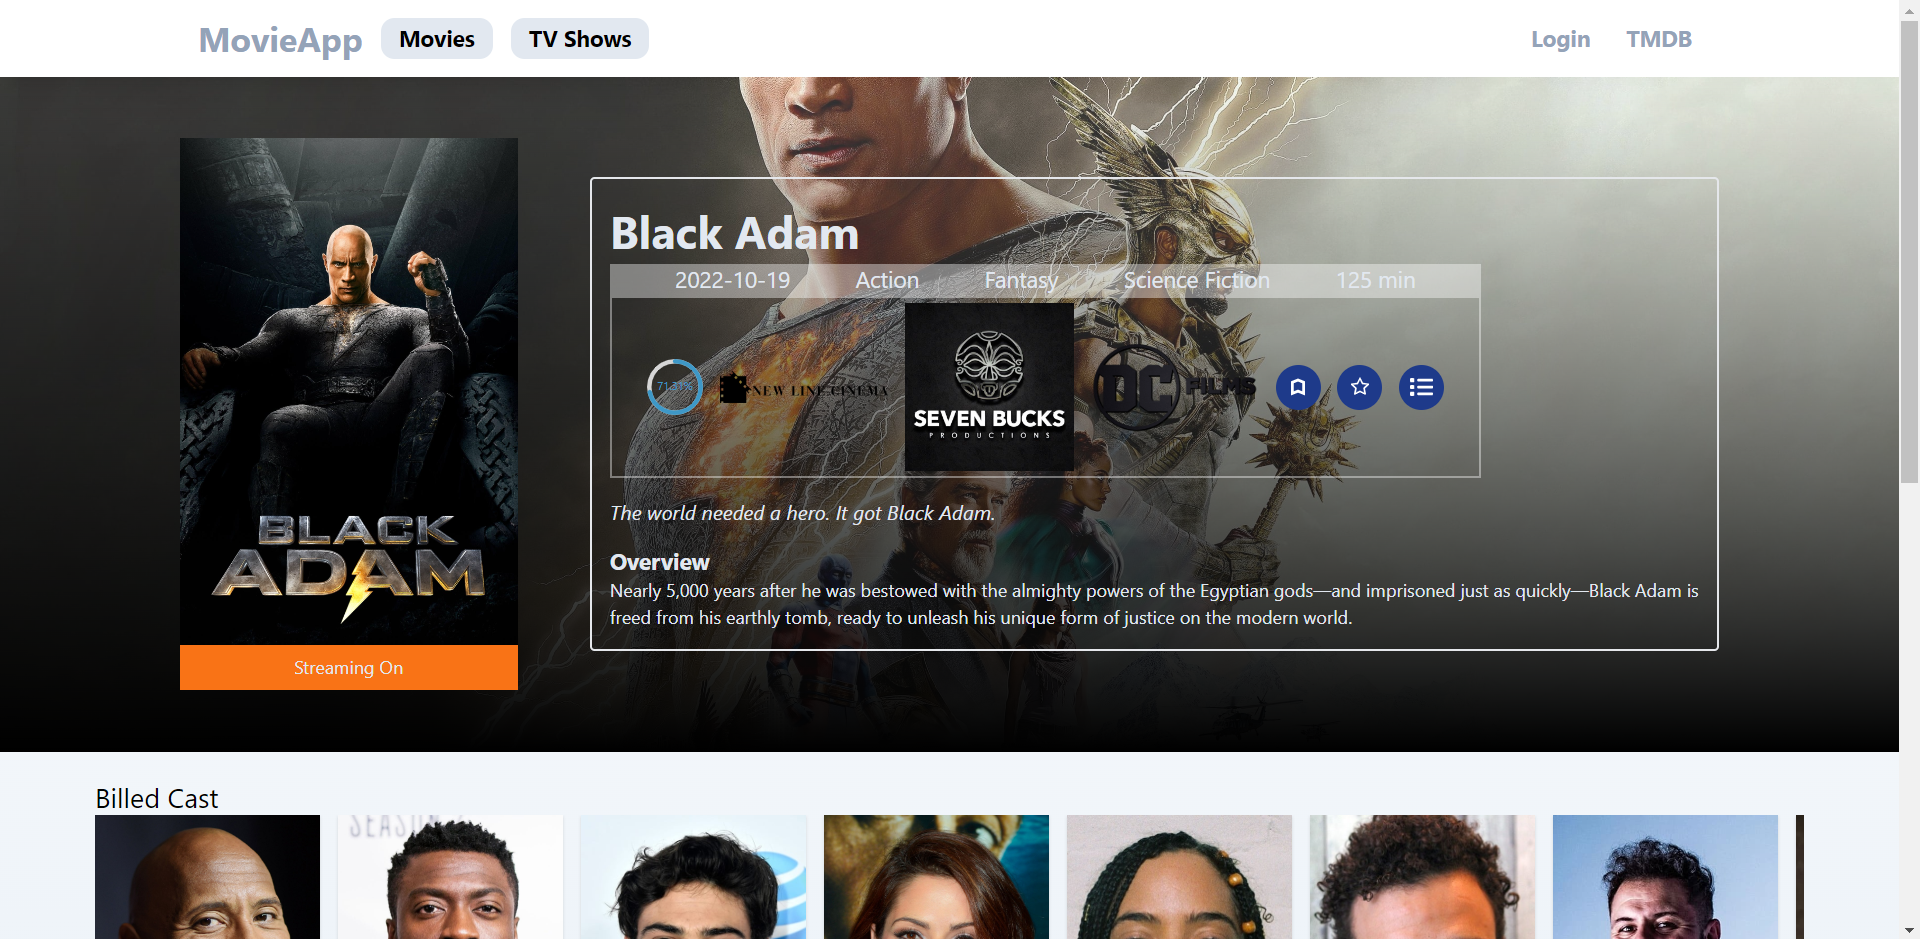 MovieApp Movies TV Shows Login TMDB
BLACK
ADAM
Streaming On
Black Adam
2022-10-19 Action Fantasy Science Fiction 125 min
71.31%
NEW LINE CINEMA
SEVEN BUCKS
PRODUCTIONS
DC FILMS
The world needed a hero. It got Black Adam.
Overview
Nearly 5,000 years after he was bestowed with the almighty powers of the Egyptian gods—and imprisoned just as quickly—Black Adam is
freed from his earthly tomb, ready to unleash his unique form of justice on the modern world.
Billed Cast
SEASON